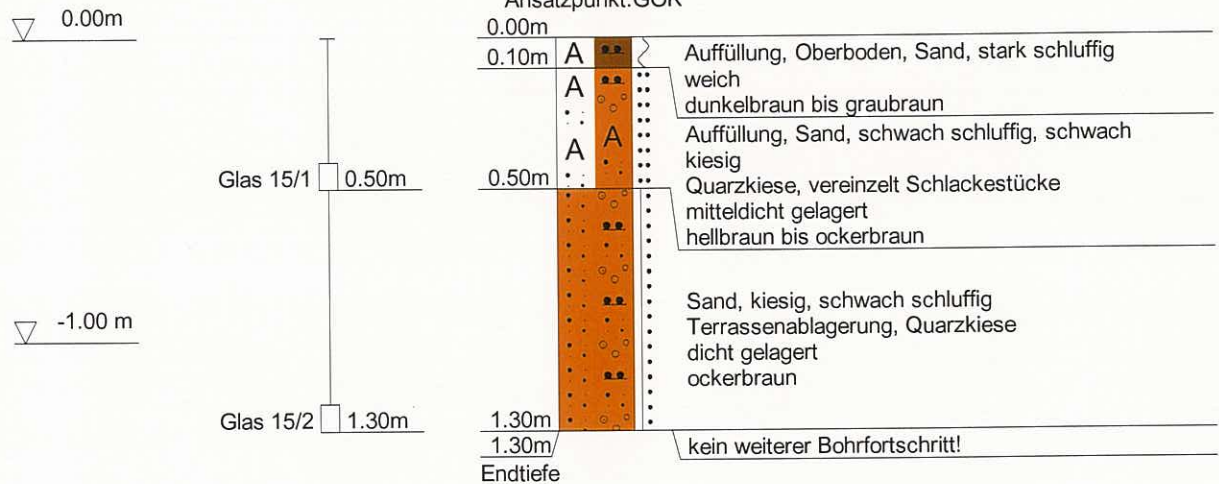 Ansatzpunkt:GOK
0.00m
0.00m
0.10m
A
Auffüllung, Oberboden, Sand, stark schluffig
weich
dunkelbraun bis graubraun
A
A
A
Auffüllung, Sand, schwach schluffig, schwach
kiesig
Quarzkiese, vereinzelt Schlackestücke
mitteldicht gelagert
hellbraun bis ockerbraun
Glas 15/1
0.50m
0.50m
-1.00 m
Sand, kiesig, schwach schluffig
Terrassenablagerung, Quarzkiese
dicht gelagert
ockerbraun
Glas 15/2
1.30m
1.30m
1.30m
kein weiterer Bohrfortschritt!
Endtiefe